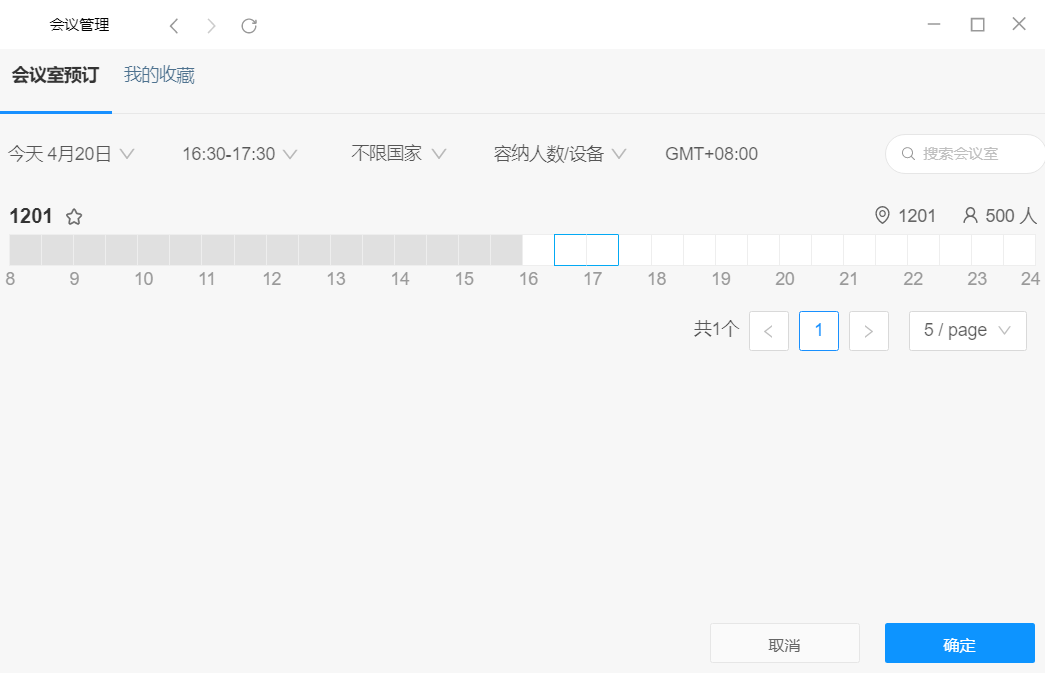 会议管理
会议室预订 我的收藏
今天 4月20日 16:30-17:30 不限国家 容纳人数/设备 GMT+08:00 搜索会议室
1201 1201 500 人
8 9 10 11 12 13 14 15 16 17 18 19 20 21 22 23 24
共1个 < 1 > 5 / page
取消 确定